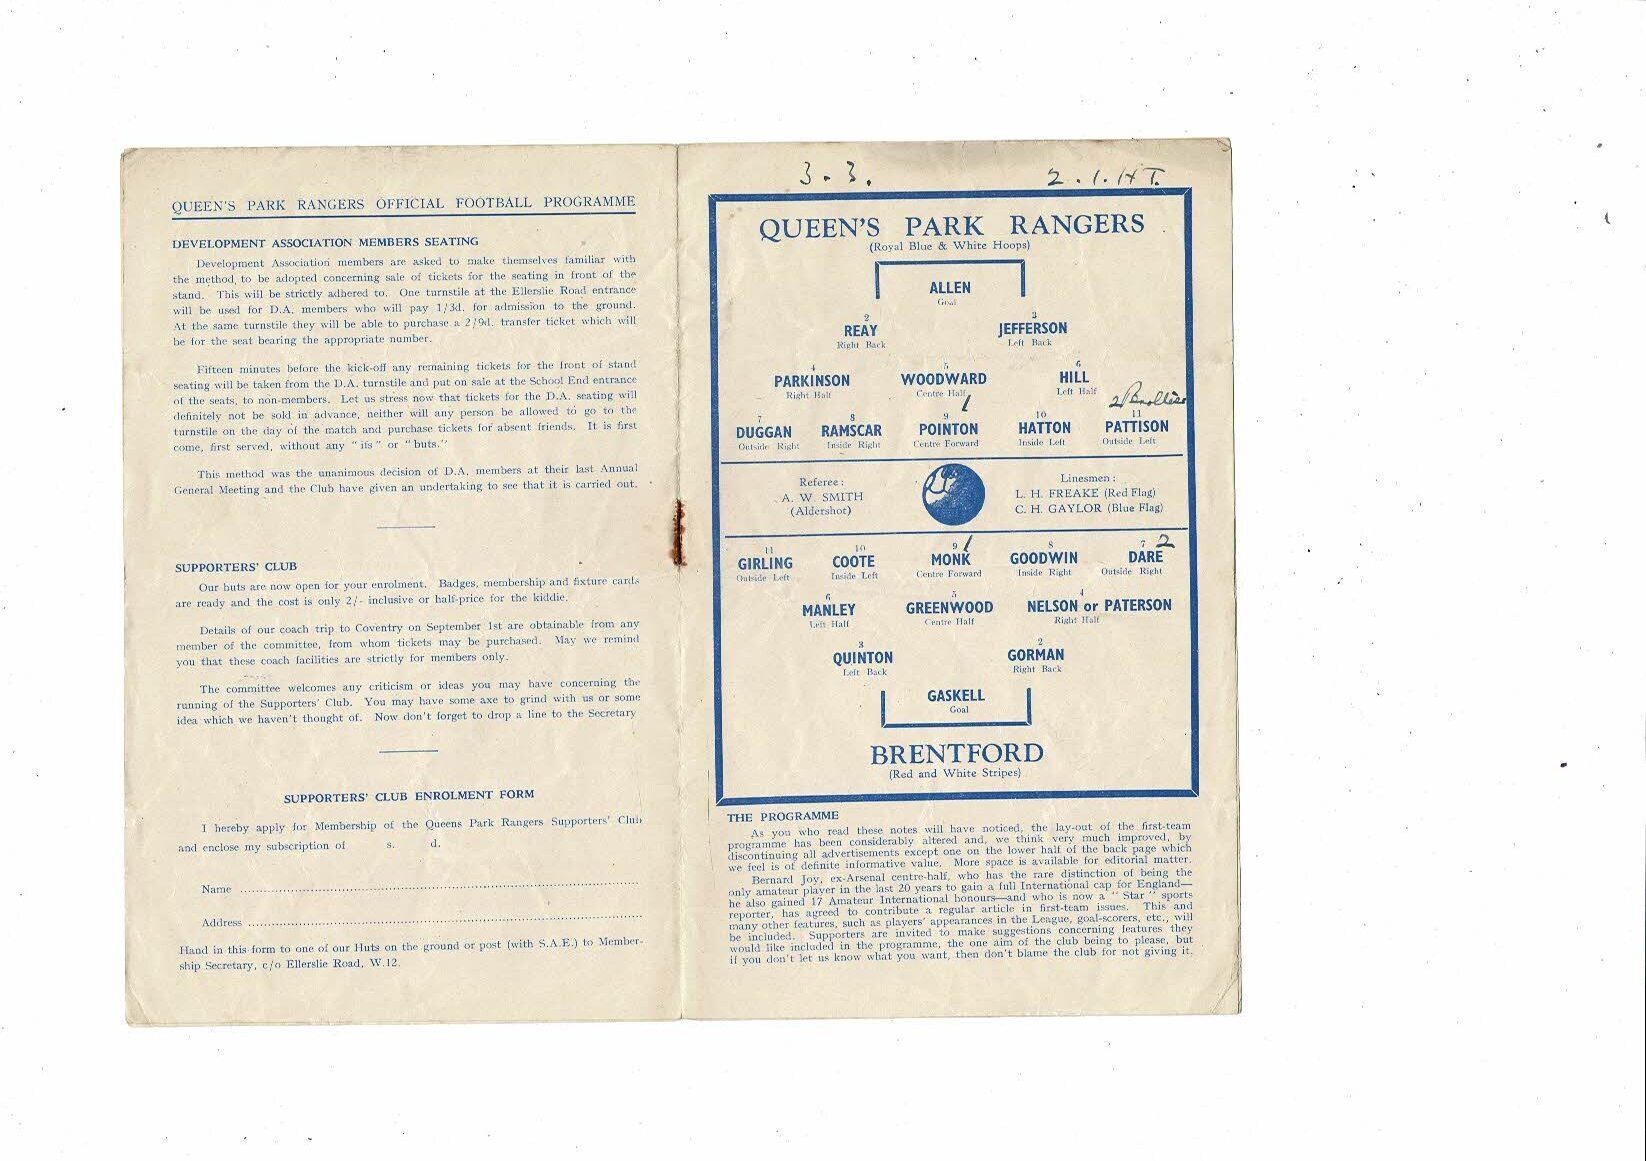 QUEEN'S PARK RANGERS OFFICIAL FOOTBALL PROGRAMME
DEVELOPMENT ASSOCIATION MEMBERS SEATING
Development Association members are asked to make themselves familiar with
the method, to be adopted concerning sale of tickets for the seating in front of the
stand. This will be strictly adhered to. One turnstile at the Ellerslie Road entrance
will be used for D.A. members who will pay 1/3d. for admission to the ground.
At the same turnstile they will be able to purchase a 2/9d. transfer ticket which will
be for the seat bearing the appropriate number.
Fifteen minutes before the kick-off any remaining tickets for the front of stand
seating will be taken from the D.A. turnstile and put on sale at the School End entrance
of the seats, to non-members. Let us stress now that tickets for the D.A. seating will
definitely not be sold in advance, neither will any person be allowed to go to the
turnstile on the day of the match and purchase tickets for absent friends. It is first
come, first served, without any "ifs" or "buts."
This method was the unanimous decision of D.A. members at their last Annual
General Meeting and the Club have given an undertaking to see that it is carried out.
SUPPORTERS' CLUB
Our huts are now open for your enrolment. Badges, membership and fixture cards
are ready and the cost is only 2/- inclusive or half-price for the kiddie.
Details of our coach trip to Coventry on September 1st are obtainable from any
member of the committee, from whom tickets may be purchased. May we remind
you that these coach facilities are strictly for members only.
The committee welcomes any criticism or ideas you may have concerning the
running of the Supporters' Club. You may have some axe to grind with us or some
idea which we haven't thought of. Now don't forget to drop a line to the Secretary
SUPPORTERS' CLUB ENROLMENT FORM
I hereby apply for Membership of the Queens Park Rangers Supporters' Club
and enclose my subscription of s. d.
Name
Address
Hand in this form to one of our Huts on the ground or post (with S.A.E.) to Member-
ship Secretary, c/o Ellerslie Road, W.12.
3.3. 2.1.HT.
QUEEN'S PARK RANGERS
(Royal Blue & White Hoops)
ALLEN
Goal
2 3
REAY JEFFERSON
Right Back Left Back
4 5 6
PARKINSON WOODWARD HILL
Right Half Centre Half Left Half
1 2
7 8 9 10 11
DUGGAN RAMSCAR POINTON HATTON PATTISON
Outside Right Inside Right Centre Forward Inside Left Outside Left
Referee : Linesmen :
A. W. SMITH L. H. FREAKE (Red Flag)
(Aldershot) C. H. GAYLOR (Blue Flag)
11 10 9 1 8 7 2
GIRLING COOTE MONK GOODWIN DARE
Outside Left Inside Left Centre Forward Inside Right Outside Right
6 5 4
MANLEY GREENWOOD NELSON or PATERSON
Left Half Centre Half Right Half
3 2
QUINTON GORMAN
Left Back Right Back
GASKELL
Goal
BRENTFORD
(Red and White Stripes)
THE PROGRAMME
As you who read these notes will have noticed, the lay-out of the first-team
programme has been considerably altered and, we think very much improved, by
discontinuing all advertisements except one on the lower half of the back page which
we feel is of definite informative value. More space is available for editorial matter.
Bernard Joy, ex-Arsenal centre-half, who has the rare distinction of being the
only amateur player in the last 20 years to gain a full International cap for England—
he also gained 17 Amateur International honours—and who is now a "Star" sports
reporter, has agreed to contribute a regular article in first-team issues. This and
many other features, such as players' appearances in the League, goal-scorers, etc., will
be included. Supporters are invited to make suggestions concerning features they
would like included in the programme, the one aim of the club being to please, but
if you don't let us know what you want, then don't blame the club for not giving it.